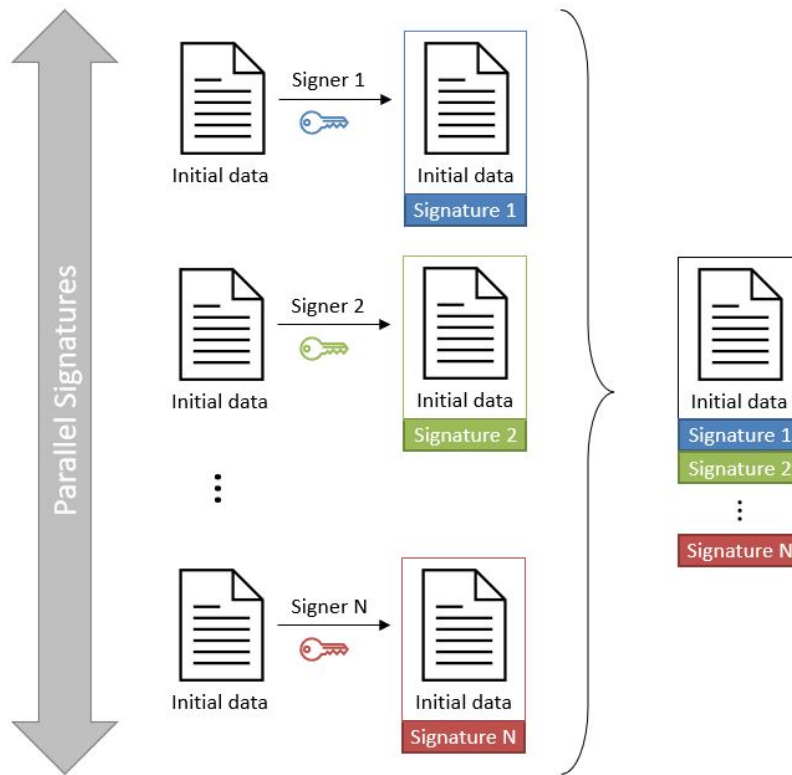 Parallel Signatures
Signer 1
Initial data
Initial data
Signature 1
Signer 2
Initial data
Initial data
Signature 2
Signer N
Initial data
Initial data
Signature N
Initial data
Signature 1
Signature 2
Signature N